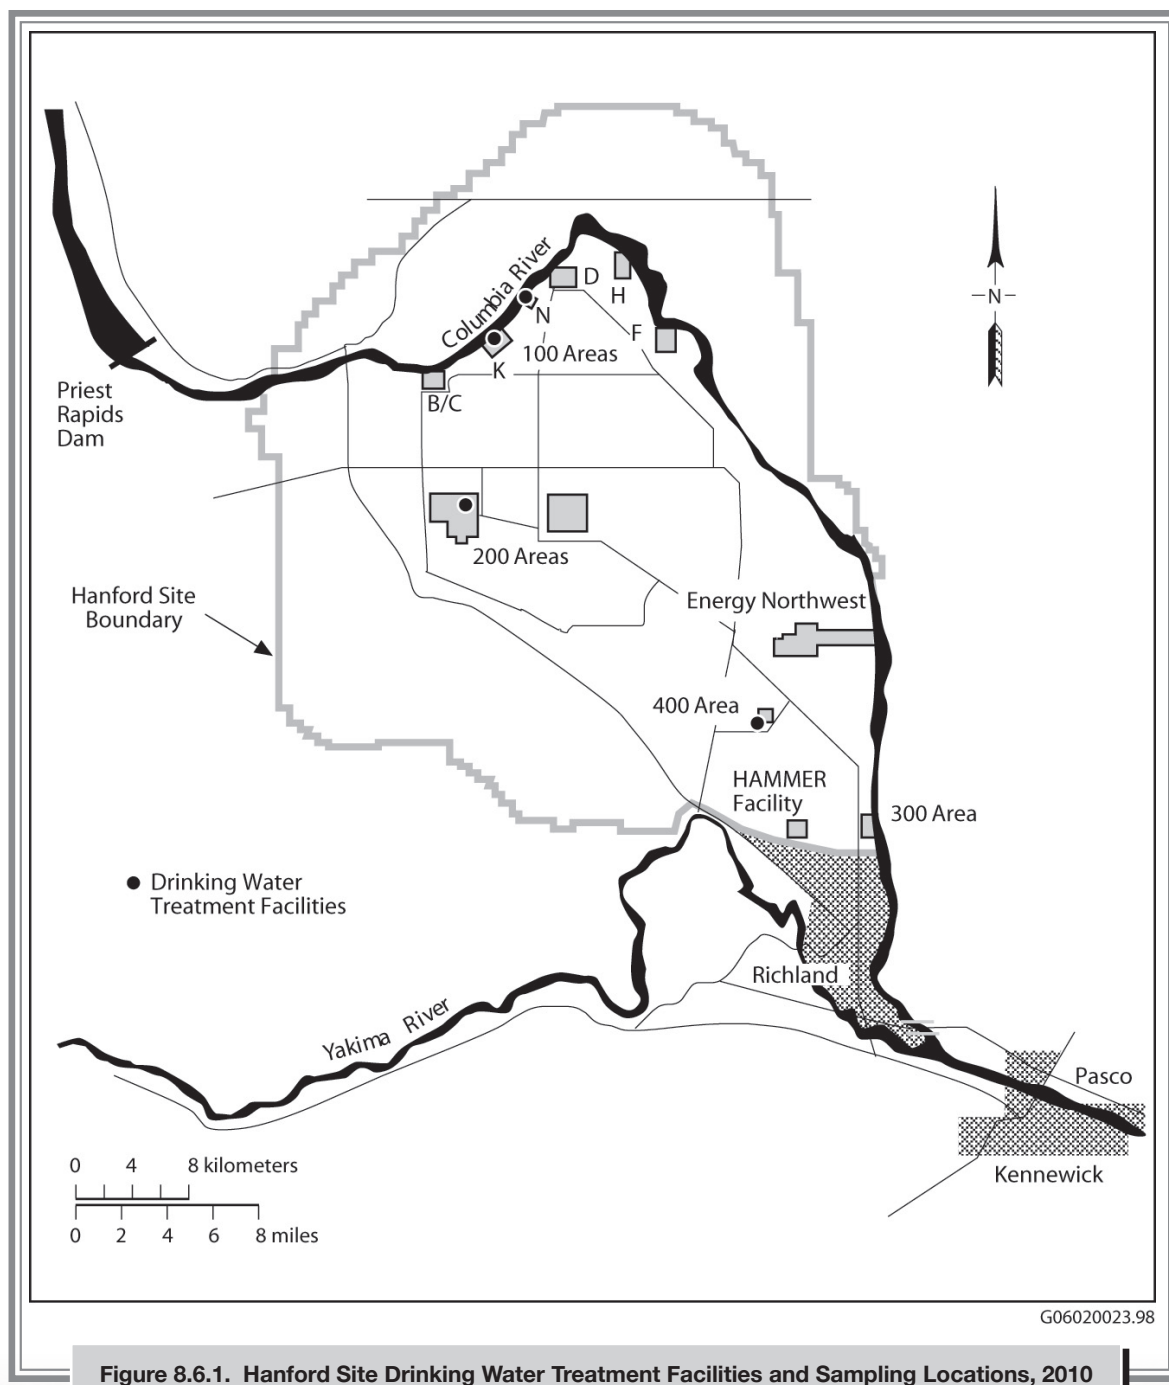 Columbia River
D
H
N
F
100 Areas
K
B/C
N
Priest
Rapids
Dam
200 Areas
Hanford Site
Boundary
Energy Northwest
400 Area
HAMMER
Facility
300 Area
Drinking Water
Treatment Facilities
Richland
Yakima River
Pasco
Kennewick
0 4 8 kilometers
0 2 4 6 8 miles
G06020023.98
Figure 8.6.1. Hanford Site Drinking Water Treatment Facilities and Sampling Locations, 2010